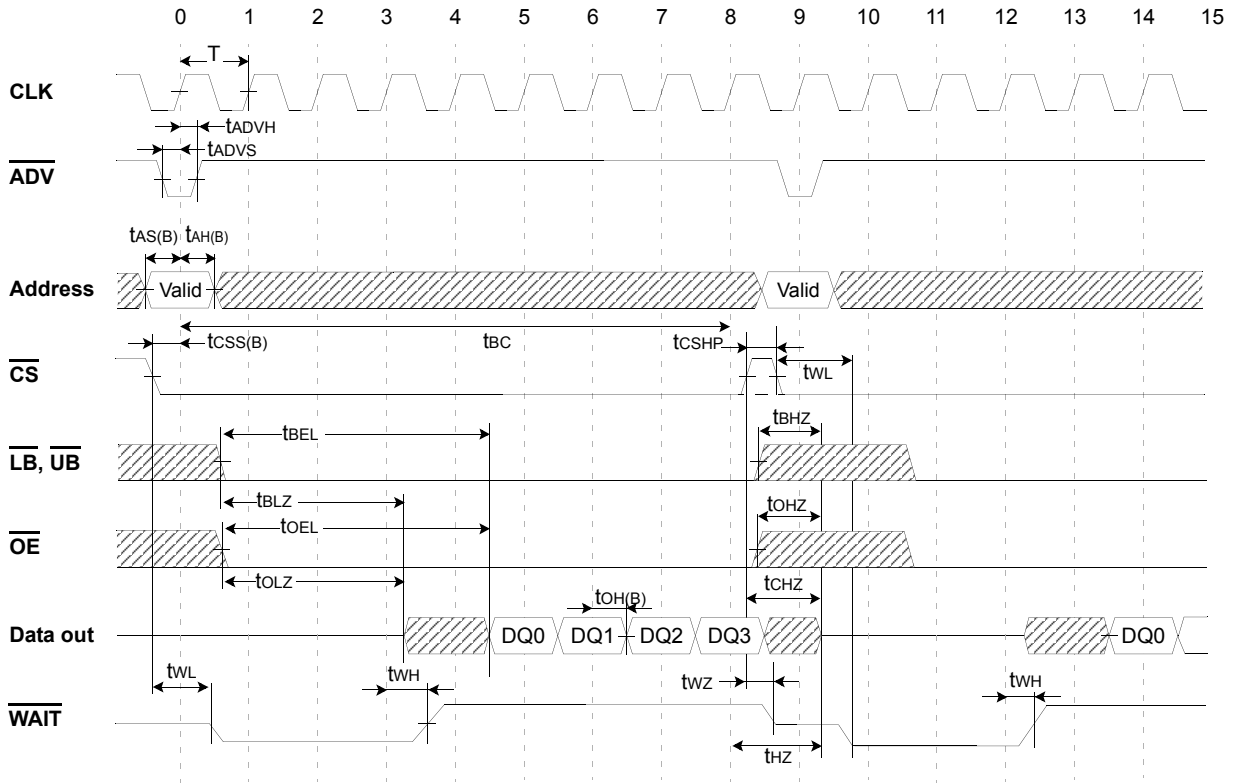 0 1 2 3 4 5 6 7 8 9 10 11 12 13 14 15
T
CLK
tADVH
tADVS
ADV
tAS(B) tAH(B)
Address Valid Valid
tCSS(B) tBC tCSHP
CS tWL
tBEL tBHZ
LB, UB
tBLZ
tOEL tOHZ
OE
tOLZ tCHZ
tOH(B)
Data out DQ0 DQ1 DQ2 DQ3 DQ0
tWL tWH tWZ tWH
WAIT
tHZ